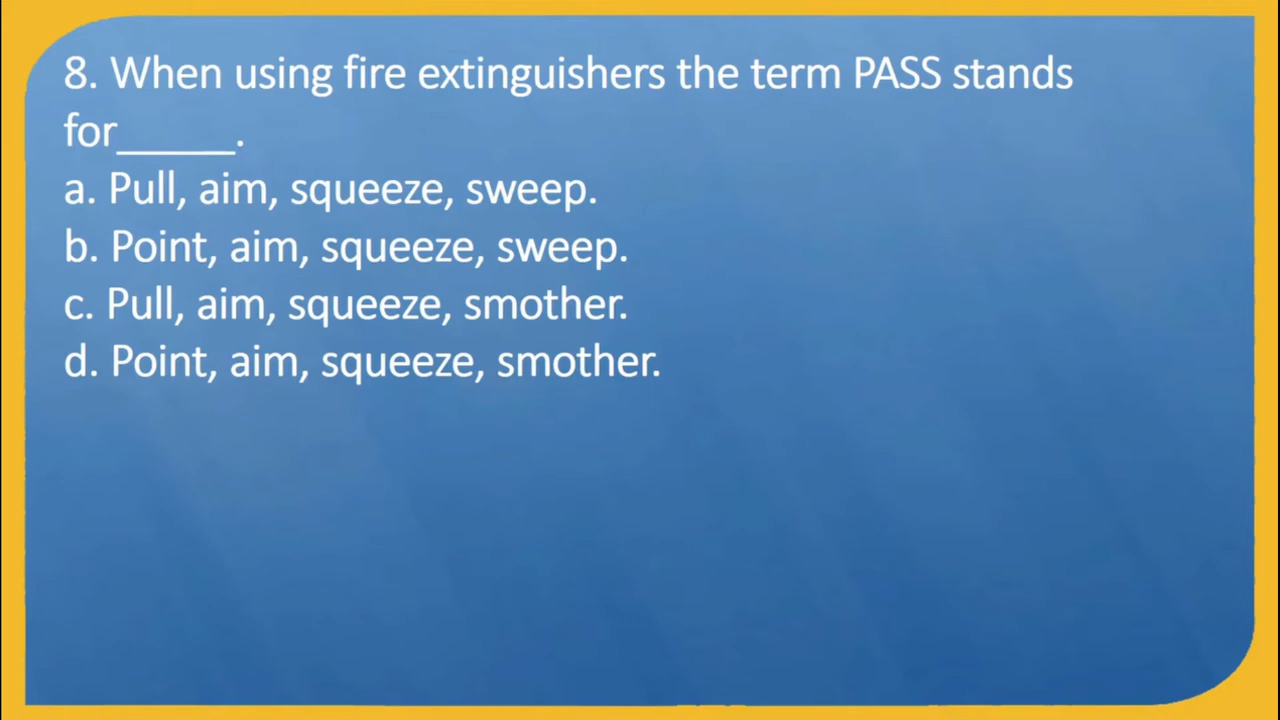 8. When using fire extinguishers the term PASS stands
for_____.
a. Pull, aim, squeeze, sweep.
b. Point, aim, squeeze, sweep.
c. Pull, aim, squeeze, smother.
d. Point, aim, squeeze, smother.